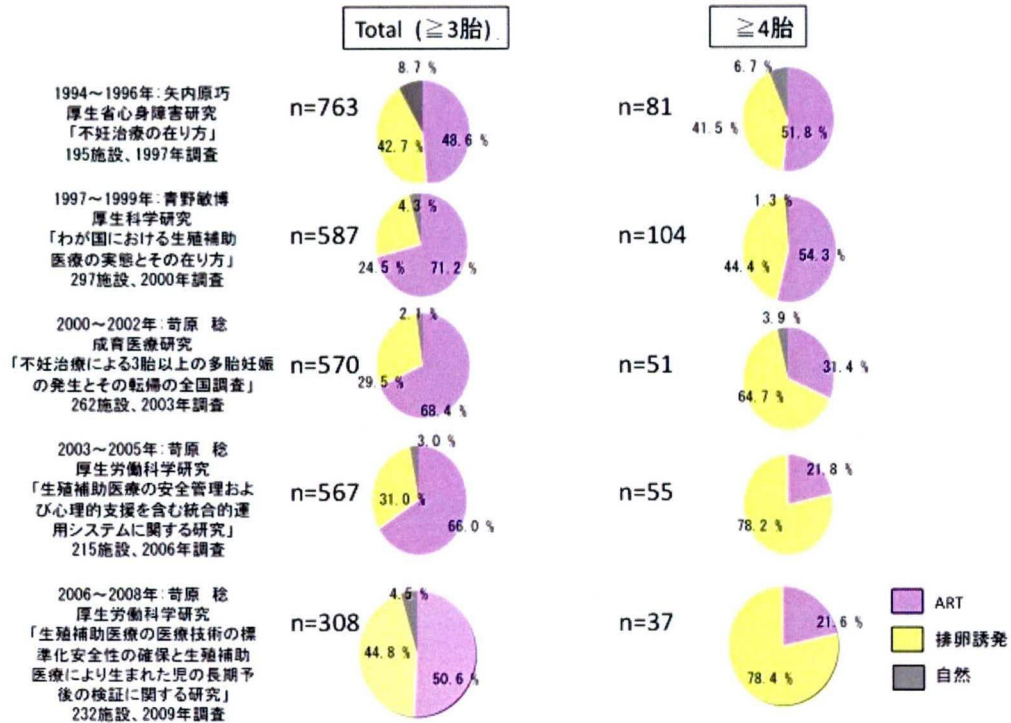 Total (≧3胎)
≧4胎
1994～1996年：矢内原巧
厚生省心身障害研究
「不妊治療の在り方」
195施設、1997年調査
n=763
8.7 %
42.7 %
48.6 %
n=81
6.7 %
41.5 %
51.8 %
1997～1999年：青野敏博
厚生科学研究
「わが国における生殖補助
医療の実態とその在り方」
297施設、2000年調査
n=587
4.3 %
24.5 %
71.2 %
n=104
1.3 %
44.4 %
54.3 %
2000～2002年：苛原　稔
成育医療研究
「不妊治療による3胎以上の多胎妊娠
の発生とその転帰の全国調査」
262施設、2003年調査
n=570
2.1 %
29.5 %
68.4 %
n=51
3.9 %
31.4 %
64.7 %
2003～2005年：苛原　稔
厚生労働科学研究
「生殖補助医療の安全管理およ
び心理的支援を含む統合的運
用システムに関する研究」
215施設、2006年調査
n=567
3.0 %
31.0 %
66.0 %
n=55
21.8 %
78.2 %
2006～2008年：苛原　稔
厚生労働科学研究
「生殖補助医療の医療技術の標
準化安全性の確保と生殖補助
医療により生まれた児の長期予
後の検証に関する研究」
232施設、2009年調査
n=308
4.5 %
44.8 %
50.6 %
n=37
21.6 %
78.4 %
ART
排卵誘発
自然